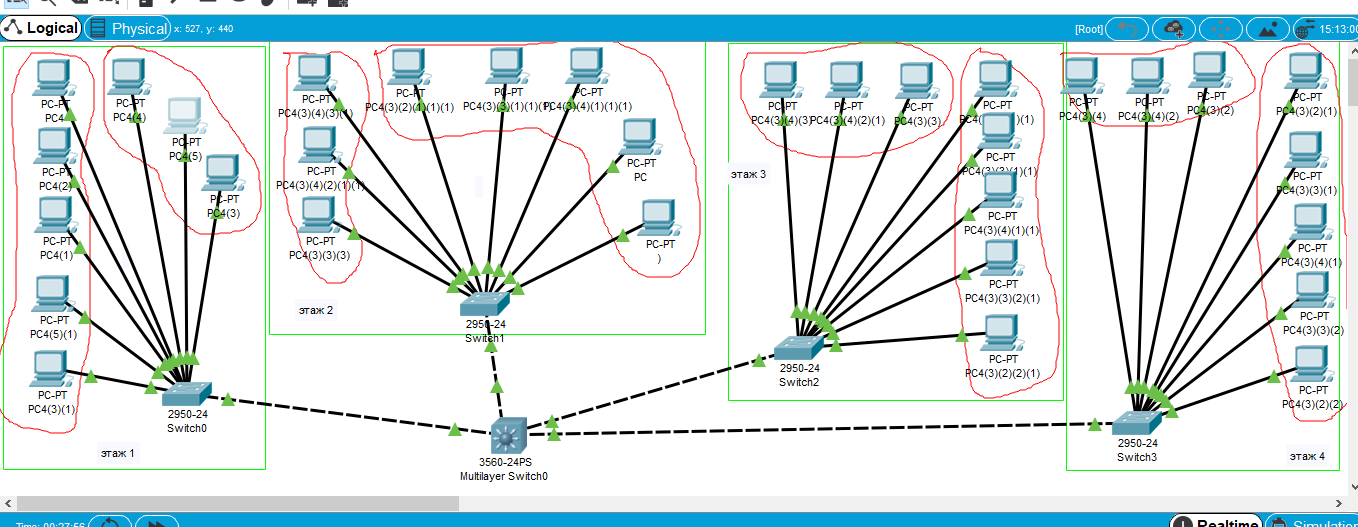 Logical
Physical
x: 527, y: 440
[Root]
15:13:00
PC-PT
PC4
PC-PT
PC4(4)
PC-PT
PC4(5)
PC-PT
PC4(3)
PC-PT
PC4(2)
PC-PT
PC4(1)
PC-PT
PC4(5)(1)
PC-PT
PC4(3)(1)
2950-24
Switch0
этаж 1
PC-PT
PC4(3)(4)(3)(1)
PC-PT
PC4(3)(2)(1)(1)(1)
PC-PT
PC4(3)(3)(1)(1)(1)
PC-PT
PC4(3)(4)(1)(1)(1)
PC-PT
PC
PC-PT
PC4(3)(4)(2)(1)(1)
PC-PT
PC4(3)(3)(3)
PC-PT
)
2950-24
Switch1
этаж 2
PC-PT
PC4(3)(4)(3)
PC-PT
PC4(3)(4)(2)(1)
PC-PT
PC4(3)(3)
PC-PT
)(1)
PC-PT
PC4(3)(3)(1)(1)
PC-PT
PC4(3)(4)(1)(1)
PC-PT
PC4(3)(3)(2)(1)
PC-PT
PC4(3)(2)(2)(1)
2950-24
Switch2
этаж 3
PC-PT
PC4(3)(4)
PC-PT
PC4(3)(4)(2)
PC-PT
PC4(3)(2)
PC-PT
PC4(3)(2)(1)
PC-PT
PC4(3)(3)(1)
PC-PT
PC4(3)(4)(1)
PC-PT
PC4(3)(3)(2)
PC-PT
PC4(3)(2)(2)
2950-24
Switch3
этаж 4
3560-24PS
Multilayer Switch0
Time: 00:27:56
Realtime
Simulation